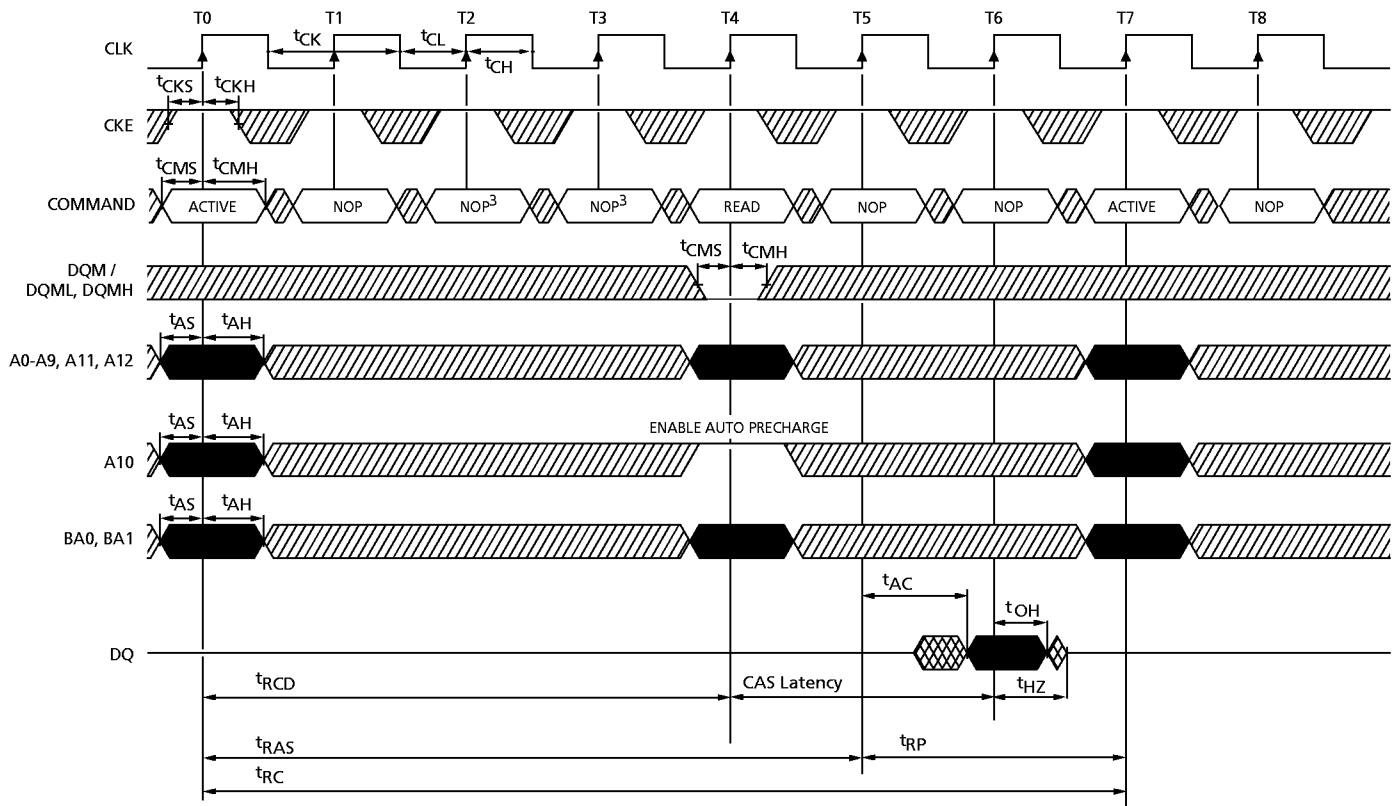 T0 T1 T2 T3 T4 T5 T6 T7 T8
CLK
tCK tCL
tCH
tCKS tCKH
CKE
tCMS tCMH
COMMAND ACTIVE NOP NOP3 NOP3 READ NOP NOP ACTIVE NOP
tCMS tCMH
DQM /
DQML, DQMH
tAS tAH
A0-A9, A11, A12
ENABLE AUTO PRECHARGE
tAS tAH
A10
tAS tAH
BA0, BA1
tAC
tOH
DQ
tRCD CAS Latency tHZ
tRAS tRP
tRC